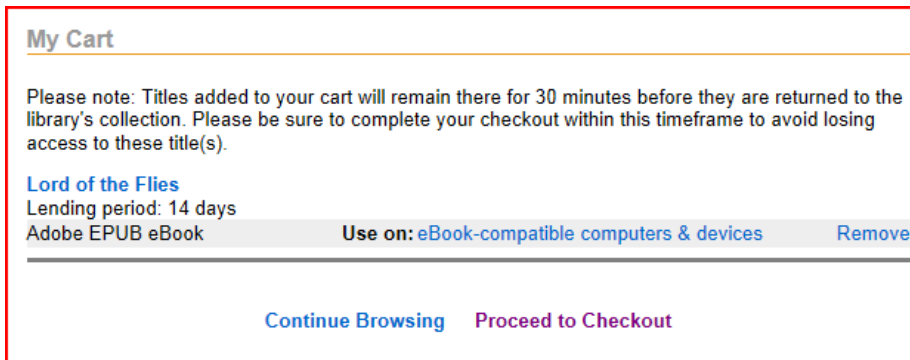 My Cart
Please note: Titles added to your cart will remain there for 30 minutes before they are returned to the
library's collection. Please be sure to complete your checkout within this timeframe to avoid losing
access to these title(s).
Lord of the Flies
Lending period: 14 days
Adobe EPUB eBook Use on: eBook-compatible computers & devices Remove
Continue Browsing Proceed to Checkout